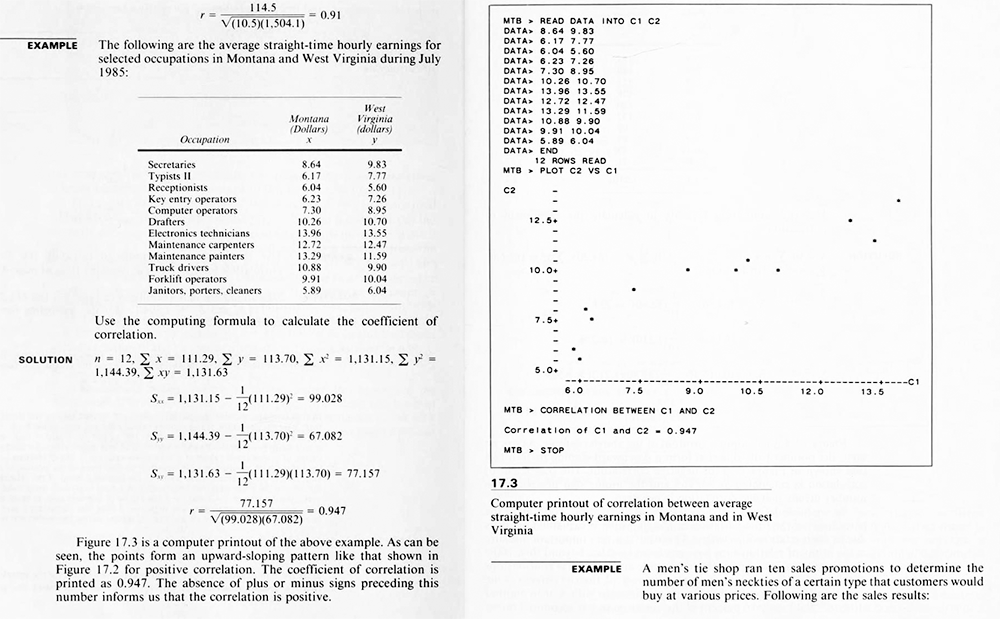 r = 114.5 / √(10.5)(1,504.1) = 0.91
EXAMPLE The following are the average straight-time hourly earnings for
selected occupations in Montana and West Virginia during July
1985:
West
Montana Virginia
(Dollars) (dollars)
Occupation x y
Secretaries 8.64 9.83
Typists II 6.17 7.77
Receptionists 6.04 5.60
Key entry operators 6.23 7.26
Computer operators 7.30 8.95
Drafters 10.26 10.70
Electronics technicians 13.96 13.55
Maintenance carpenters 12.72 12.47
Maintenance painters 13.29 11.59
Truck drivers 10.88 9.90
Forklift operators 9.91 10.04
Janitors, porters, cleaners 5.89 6.04
Use the computing formula to calculate the coefficient of
correlation.
SOLUTION n = 12, ∑ x = 111.29, ∑ y = 113.70, ∑ x² = 1,131.15, ∑ y² =
1,144.39, ∑ xy = 1,131.63
Sxx = 1,131.15 − 1/12 (111.29)² = 99.028
Syy = 1,144.39 − 1/12 (113.70)² = 67.082
Sxy = 1,131.63 − 1/12 (111.29)(113.70) = 77.157
r = 77.157 / √(99.028)(67.082) = 0.947
Figure 17.3 is a computer printout of the above example. As can be
seen, the points form an upward-sloping pattern like that shown in
Figure 17.2 for positive correlation. The coefficient of correlation is
printed as 0.947. The absence of plus or minus signs preceding this
number informs us that the correlation is positive.
MTB > READ DATA INTO C1 C2
DATA> 8.64 9.83
DATA> 6.17 7.77
DATA> 6.04 5.60
DATA> 6.23 7.26
DATA> 7.30 8.95
DATA> 10.26 10.70
DATA> 13.96 13.55
DATA> 12.72 12.47
DATA> 13.29 11.59
DATA> 10.88 9.90
DATA> 9.91 10.04
DATA> 5.89 6.04
DATA> END
12 ROWS READ
MTB > PLOT C2 VS C1
C2
12.5+
10.0+
7.5+
5.0+
C1
6.0 7.5 9.0 10.5 12.0 13.5
MTB > CORRELATION BETWEEN C1 AND C2
Correlation of C1 and C2 = 0.947
MTB > STOP
17.3
Computer printout of correlation between average
straight-time hourly earnings in Montana and in West
Virginia
EXAMPLE A men's tie shop ran ten sales promotions to determine the
number of men's neckties of a certain type that customers would
buy at various prices. Following are the sales results: